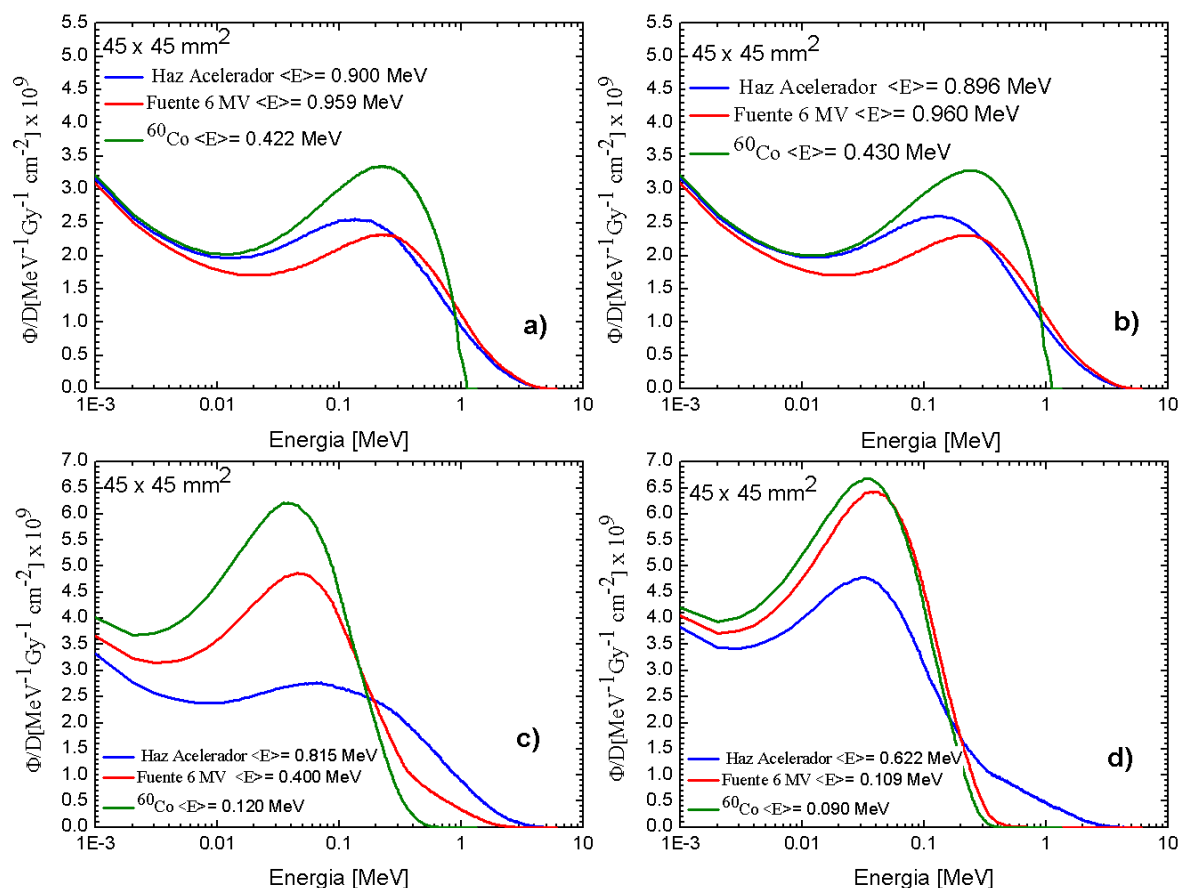 45 x 45 mm²
Haz Acelerador <E>= 0.900 MeV
Fuente 6 MV <E>= 0.959 MeV
⁶⁰Co <E>= 0.422 MeV
a)
Φ/D[MeV⁻¹Gy⁻¹ cm⁻²] x 10⁹
5.5
5.0
4.5
4.0
3.5
3.0
2.5
2.0
1.5
1.0
0.5
0.0
1E-3 0.01 0.1 1 10
Energia [MeV]
45 x 45 mm²
Haz Acelerador <E>= 0.896 MeV
Fuente 6 MV <E>= 0.960 MeV
⁶⁰Co <E>= 0.430 MeV
b)
Φ/D[MeV⁻¹Gy⁻¹ cm⁻²] x 10⁹
5.5
5.0
4.5
4.0
3.5
3.0
2.5
2.0
1.5
1.0
0.5
0.0
1E-3 0.01 0.1 1 10
Energia [MeV]
45 x 45 mm²
c)
Haz Acelerador <E>= 0.815 MeV
Fuente 6 MV <E>= 0.400 MeV
⁶⁰Co <E>= 0.120 MeV
Φ/D[MeV⁻¹Gy⁻¹ cm⁻²] x 10⁹
7.0
6.5
6.0
5.5
5.0
4.5
4.0
3.5
3.0
2.5
2.0
1.5
1.0
0.5
0.0
1E-3 0.01 0.1 1 10
Energia [MeV]
45 x 45 mm²
d)
Haz Acelerador <E>= 0.622 MeV
Fuente 6 MV <E>= 0.109 MeV
⁶⁰Co <E>= 0.090 MeV
Φ/D[MeV⁻¹Gy⁻¹ cm⁻²] x 10⁹
7.0
6.5
6.0
5.5
5.0
4.5
4.0
3.5
3.0
2.5
2.0
1.5
1.0
0.5
0.0
1E-3 0.01 0.1 1 10
Energia [MeV]